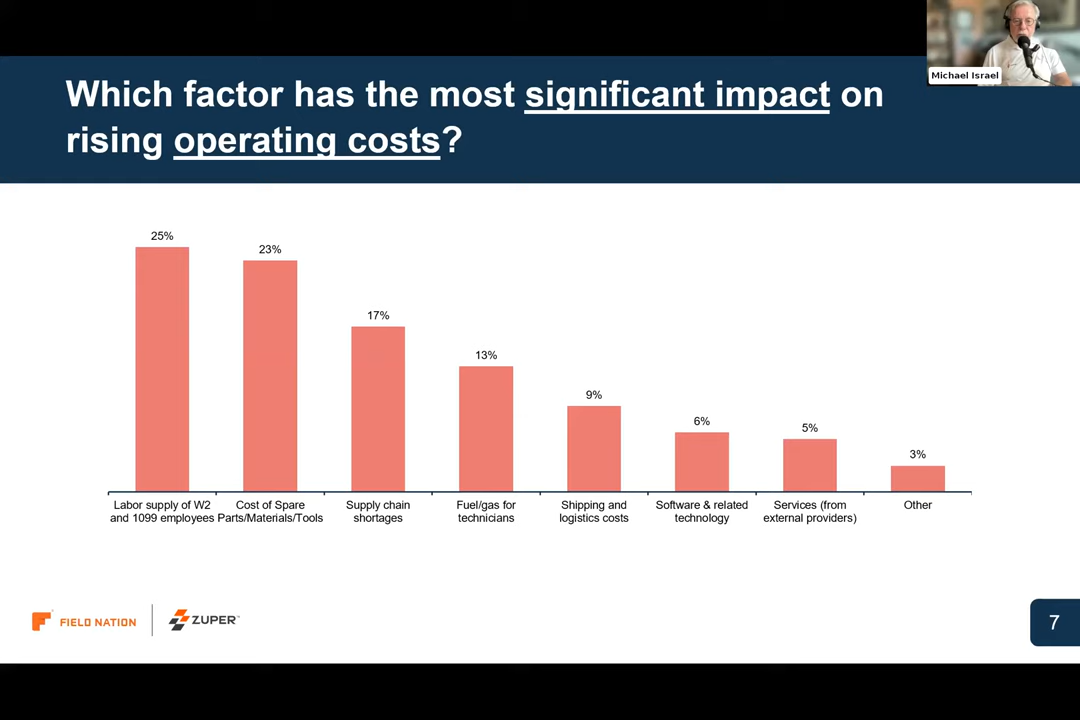 Michael Israel
Which factor has the most significant impact on
rising operating costs?
25%
23%
17%
13%
9%
6%
5%
3%
Labor supply of W2
and 1099 employees
Cost of Spare
Parts/Materials/Tools
Supply chain
shortages
Fuel/gas for
technicians
Shipping and
logistics costs
Software & related
technology
Services (from
external providers)
Other
FIELD NATION
ZUPER™
7